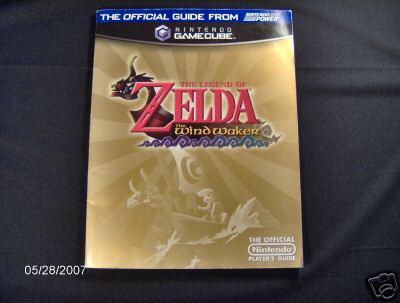 THE OFFICIAL GUIDE FROM NINTENDO POWER
NINTENDO
GAMECUBE
THE LEGEND OF
ZELDA
the Wind Waker
THE OFFICIAL
Nintendo
PLAYER'S GUIDE
05/28/2007